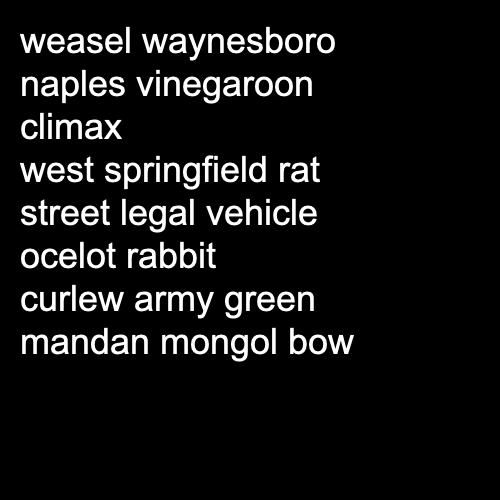 weasel waynesboro
naples vinegaroon
climax
west springfield rat
street legal vehicle
ocelot rabbit
curlew army green
mandan mongol bow